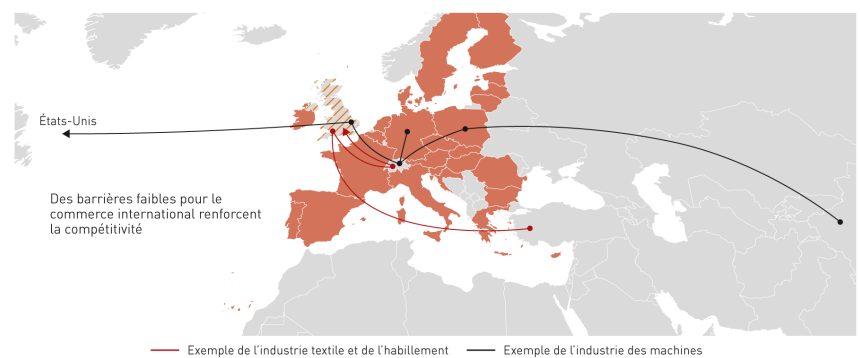 États-Unis
Des barrières faibles pour le
commerce international renforcent
la compétitivité
Exemple de l'industrie textile et de l'habillement
Exemple de l'industrie des machines